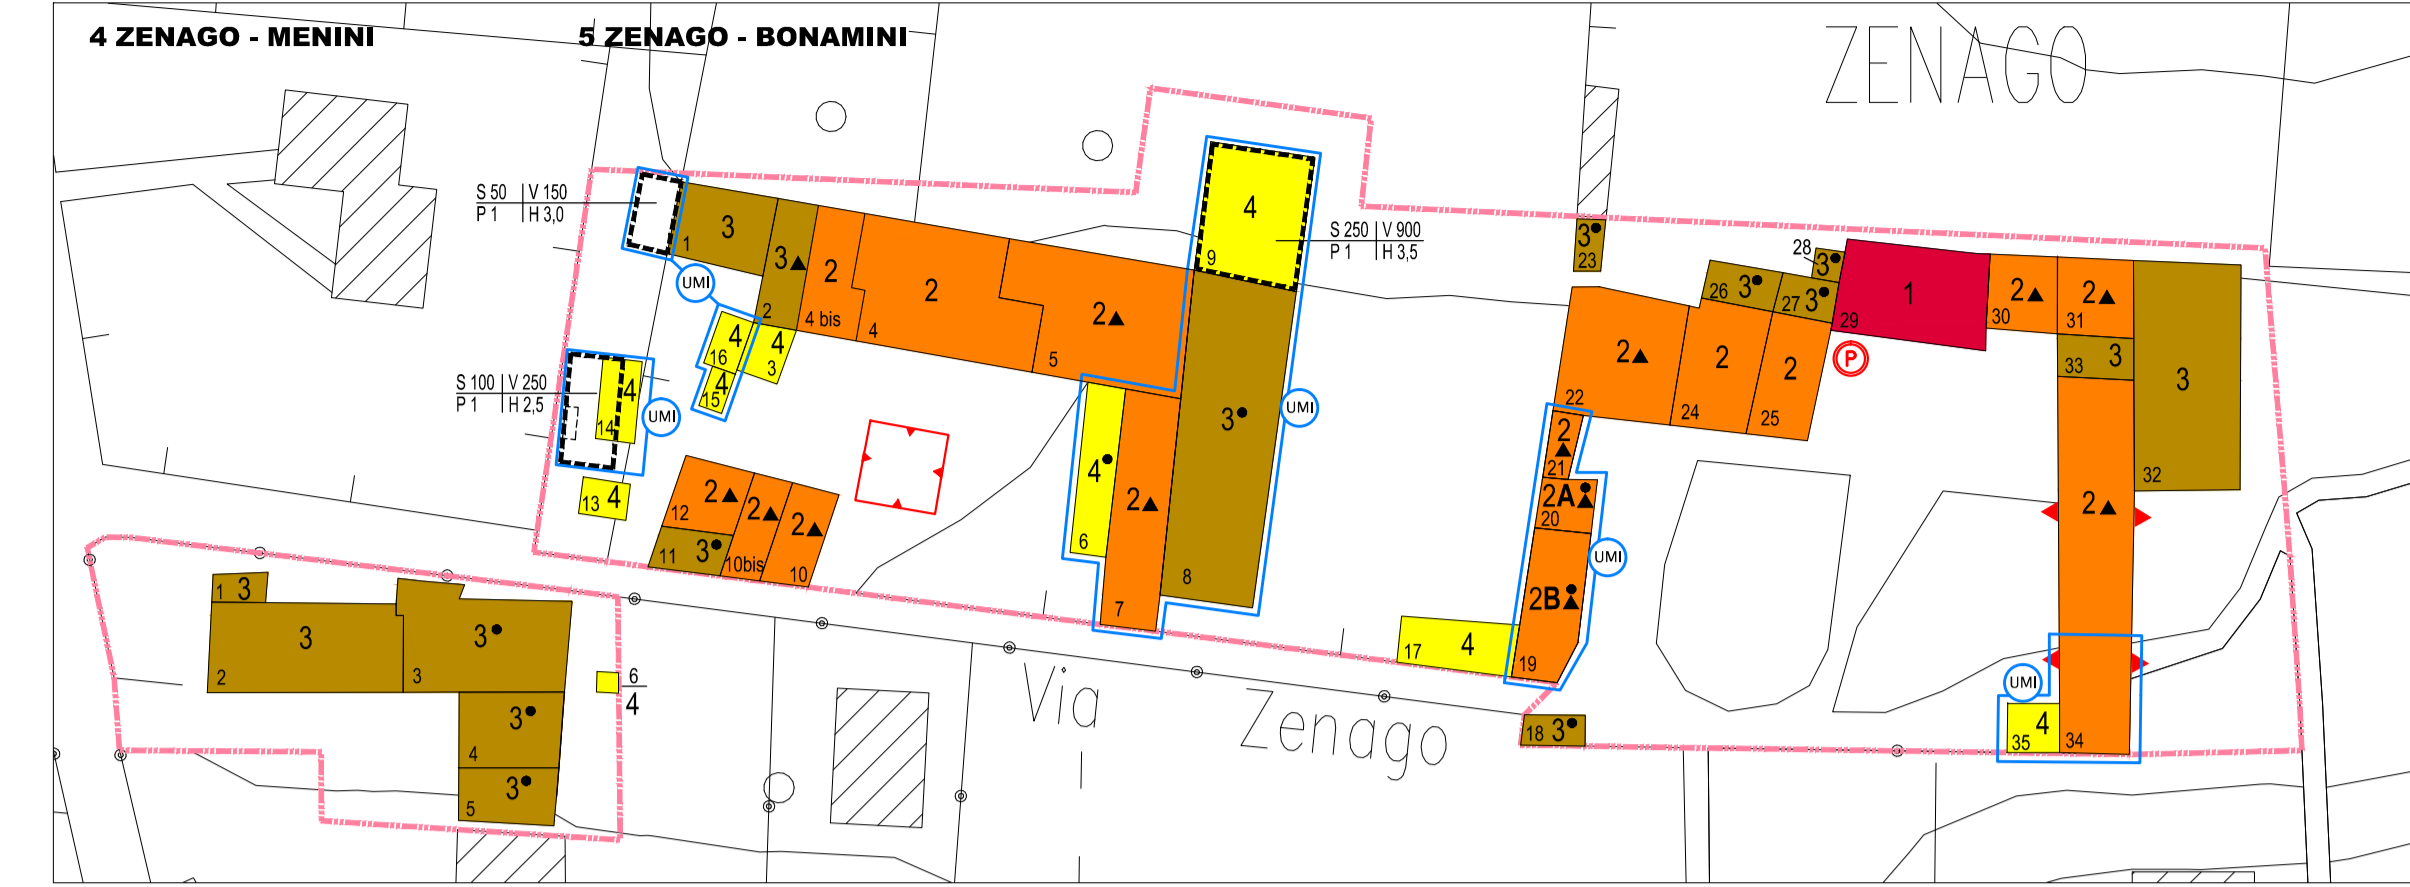 4 ZENAGO - MENINI
5 ZENAGO - BONAMINI
ZENAGO
S 50 V 150
P 1 H 3,0
S 250 V 900
P 1 H 3,5
S 100 V 250
P 1 H 2,5
1 3
2 3▲
4 bis 2
4 2
5 2▲
9 4
8 3●
UMI
UMI
UMI
UMI
UMI
16 4
15 4
3 4
14 4
13 4
12 2▲
11 3●
10bis 2▲
10 2▲
6 4●
7 2▲
23 3●
22 2▲
24 2
25 2
26 3●
27 3●
28 3●
29 1
P
30 2▲
31 2▲
33 3
32 3
34 2▲
35 4
21 2▲
20 2A●▲
19 2B●▲
17 4
18 3●
1 3
2 3
3 3●
4 3●
5 3●
6
4
Via Zenago